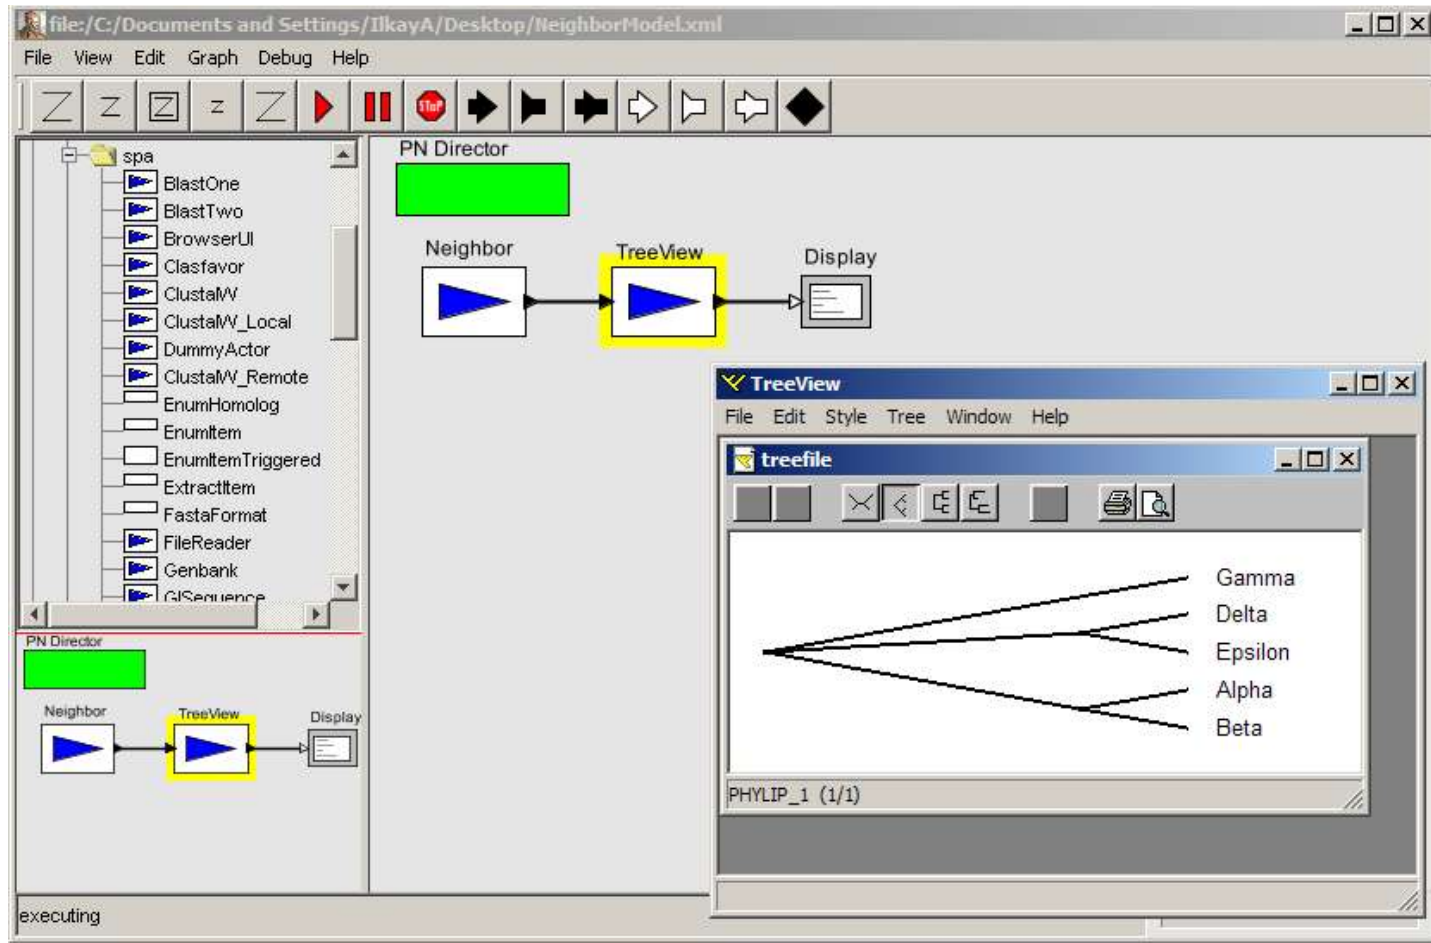 file:/C:/Documents and Settings/IlkayA/Desktop/NeighborModel.xml
File View Edit Graph Debug Help
Z Z Z Z Z STOP
spa
BlastOne
BlastTwo
BrowserUI
Clasfavor
ClustalW
ClustalW_Local
DummyActor
ClustalW_Remote
EnumHomolog
EnumItem
EnumItemTriggered
ExtractItem
FastaFormat
FileReader
Genbank
GISequence
PN Director
Neighbor TreeView Display
PN Director
Neighbor TreeView Display
TreeView
File Edit Style Tree Window Help
treefile
Gamma
Delta
Epsilon
Alpha
Beta
PHYLIP_1 (1/1)
executing